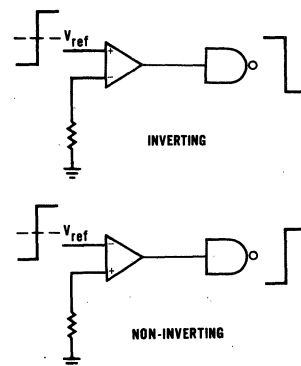 Vref
+
−
INVERTING
Vref
−
+
NON-INVERTING